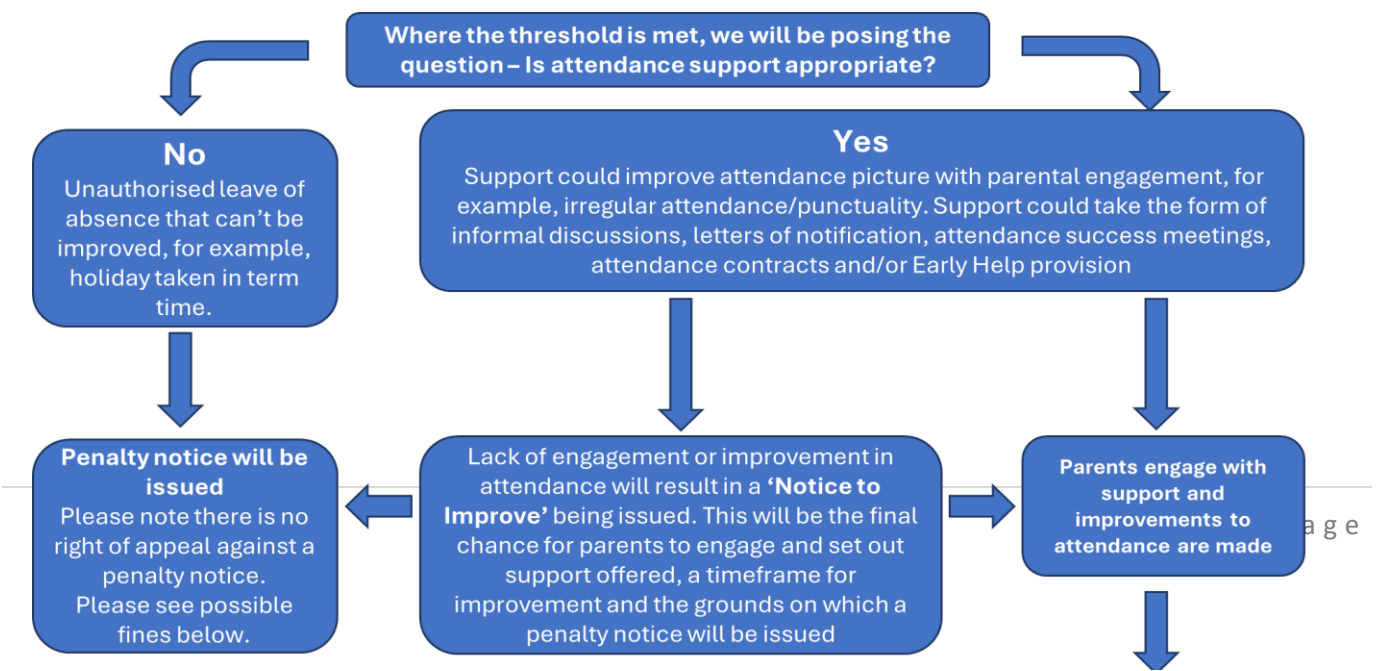 Where the threshold is met, we will be posing the
question – Is attendance support appropriate?
No
Unauthorised leave of
absence that can’t be
improved, for example,
holiday taken in term
time.
Yes
Support could improve attendance picture with parental engagement, for
example, irregular attendance/punctuality. Support could take the form of
informal discussions, letters of notification, attendance success meetings,
attendance contracts and/or Early Help provision
Penalty notice will be
issued
Please note there is no
right of appeal against a
penalty notice.
Please see possible
fines below.
Lack of engagement or improvement in
attendance will result in a ‘Notice to
Improve’ being issued. This will be the final
chance for parents to engage and set out
support offered, a timeframe for
improvement and the grounds on which a
penalty notice will be issued
Parents engage with
support and
improvements to
attendance are made
age